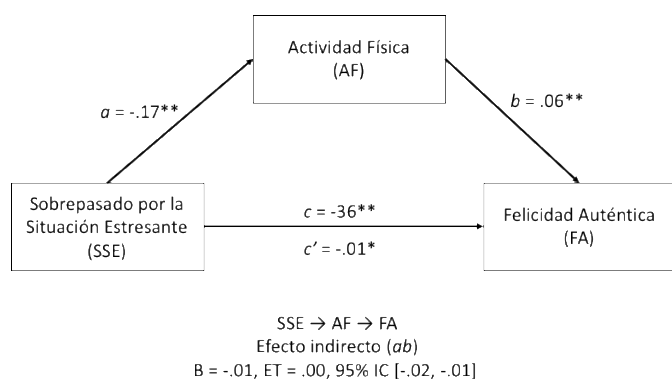 Actividad Física
(AF)
a = -.17**
b = .06**
Sobrepasado por la
Situación Estresante
(SSE)
c = -36**
c’ = -.01*
Felicidad Auténtica
(FA)
SSE → AF → FA
Efecto indirecto (ab)
B = -.01, ET = .00, 95% IC [-.02, -.01]